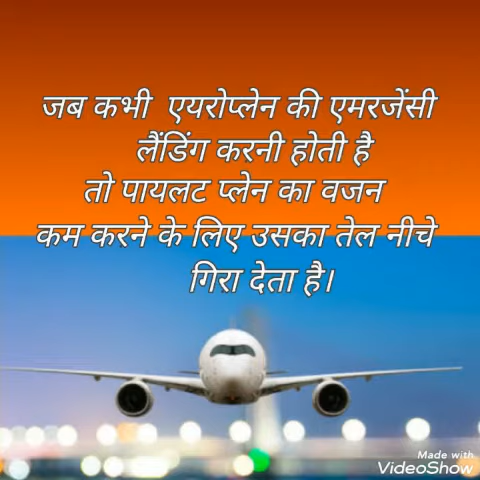 जब कभी एयरोप्लेन की एमरजेंसी
लैंडिंग करनी होती है
तो पायलट प्लेन का वजन
कम करने के लिए उसका तेल नीचे
गिरा देता है।
Made with
VideoShow